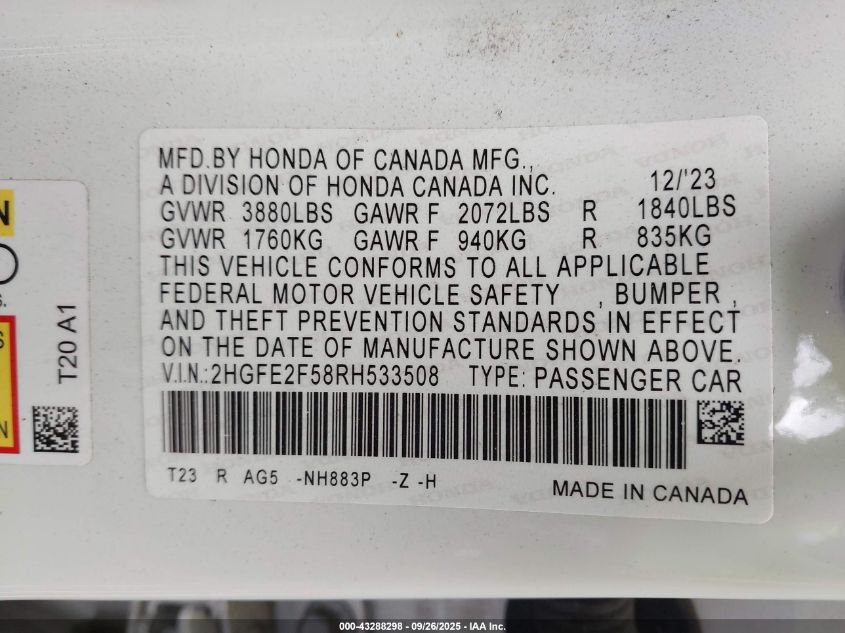 MFD.BY HONDA OF CANADA MFG.,
A DIVISION OF HONDA CANADA INC. 12/'23
GVWR 3880LBS GAWR F 2072LBS R 1840LBS
GVWR 1760KG GAWR F 940KG R 835KG
THIS VEHICLE CONFORMS TO ALL APPLICABLE
FEDERAL MOTOR VEHICLE SAFETY , BUMPER ,
AND THEFT PREVENTION STANDARDS IN EFFECT
ON THE DATE OF MANUFACTURE SHOWN ABOVE.
V.I.N.:2HGFE2F58RH533508 TYPE: PASSENGER CAR
T23 R AG5 -NH883P -Z -H
MADE IN CANADA
T20 A1
N
S.
S
N
000-43288298 - 09/26/2025 - IAA Inc.